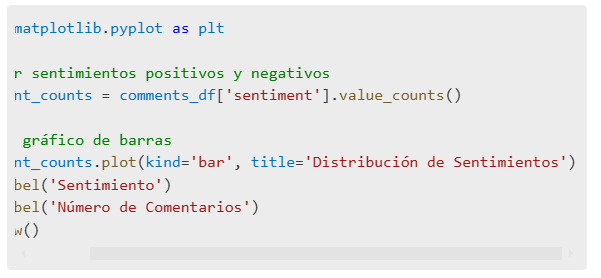 matplotlib.pyplot as plt
r sentimientos positivos y negativos
nt_counts = comments_df['sentiment'].value_counts()
gráfico de barras
nt_counts.plot(kind='bar', title='Distribución de Sentimientos')
bel('Sentimiento')
bel('Número de Comentarios')
w()